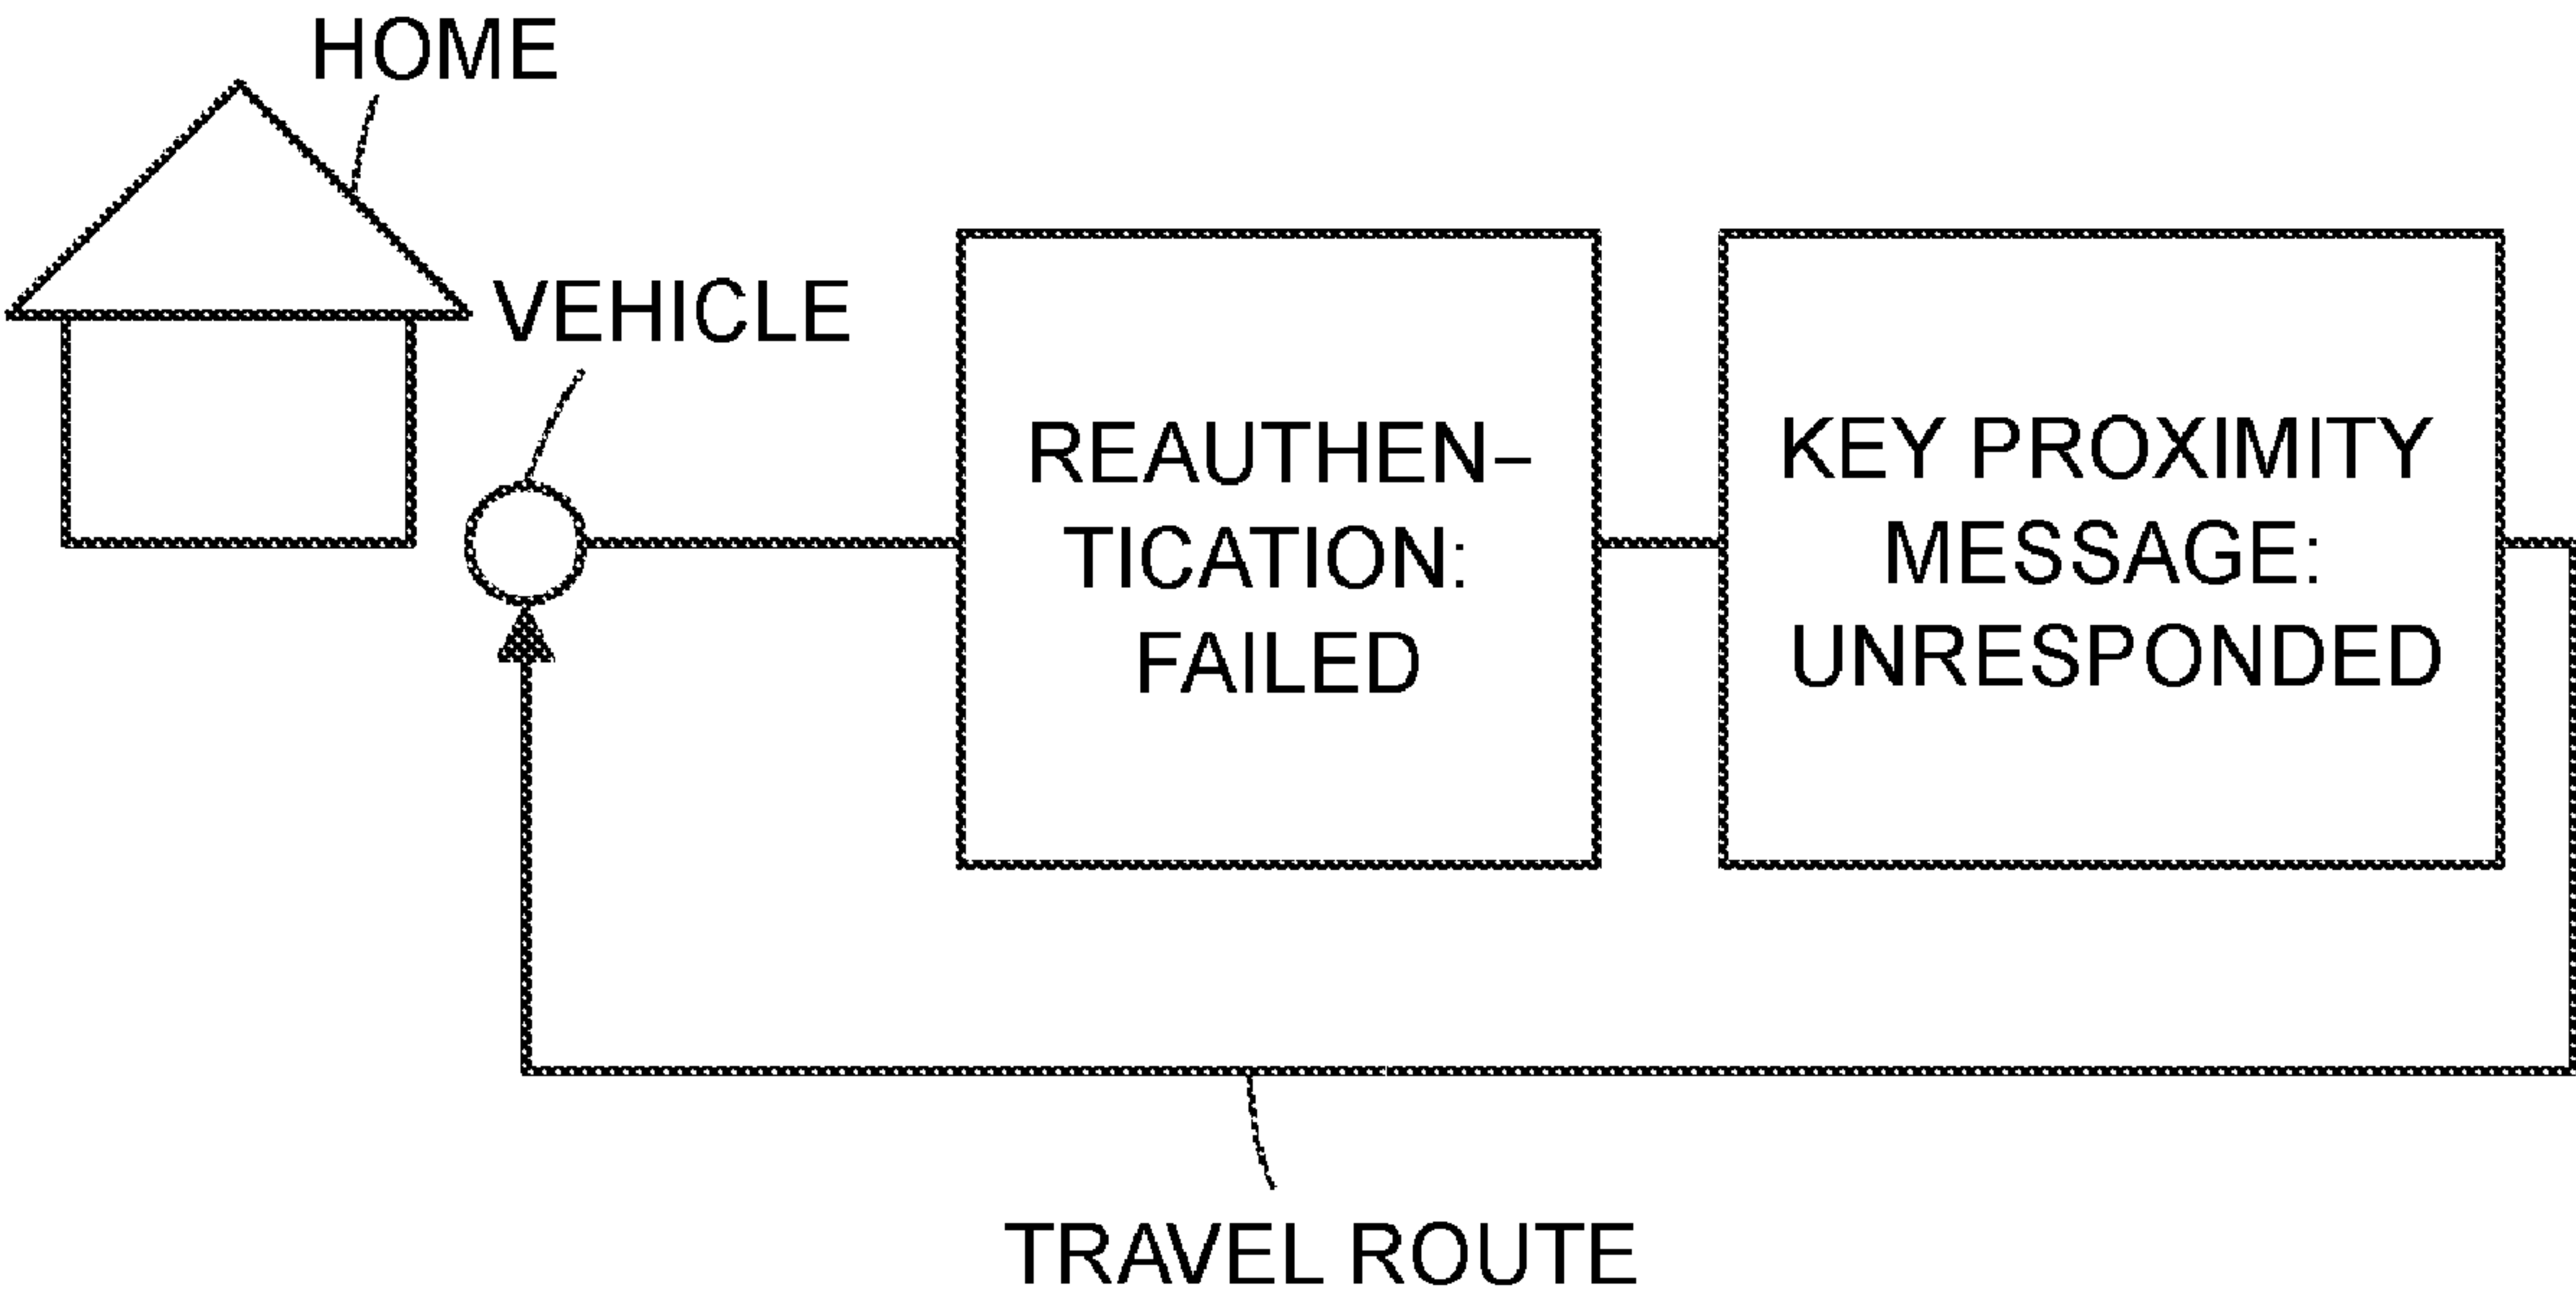 HOME
VEHICLE
REAUTHEN–
TICATION:
FAILED
KEY PROXIMITY
MESSAGE:
UNRESPONDED
TRAVEL ROUTE